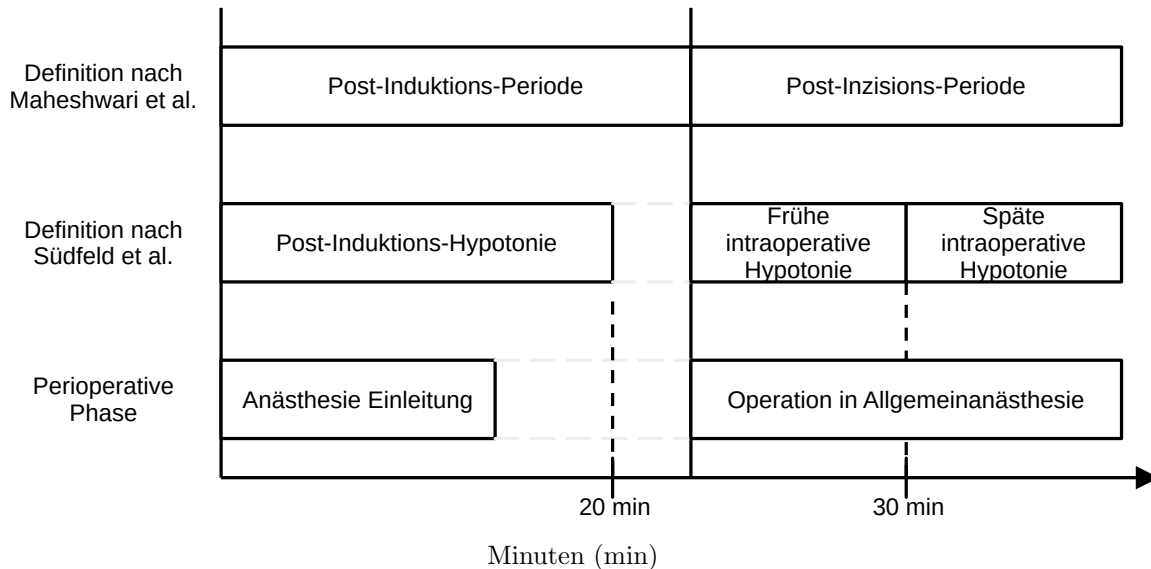 Definition nach
Maheshwari et al.
Post-Induktions-Periode
Post-Inzisions-Periode
Definition nach
Südfeld et al.
Post-Induktions-Hypotonie
Frühe
intraoperative
Hypotonie
Späte
intraoperative
Hypotonie
Perioperative
Phase
Anästhesie Einleitung
Operation in Allgemeinanästhesie
20 min
30 min
Minuten (min)